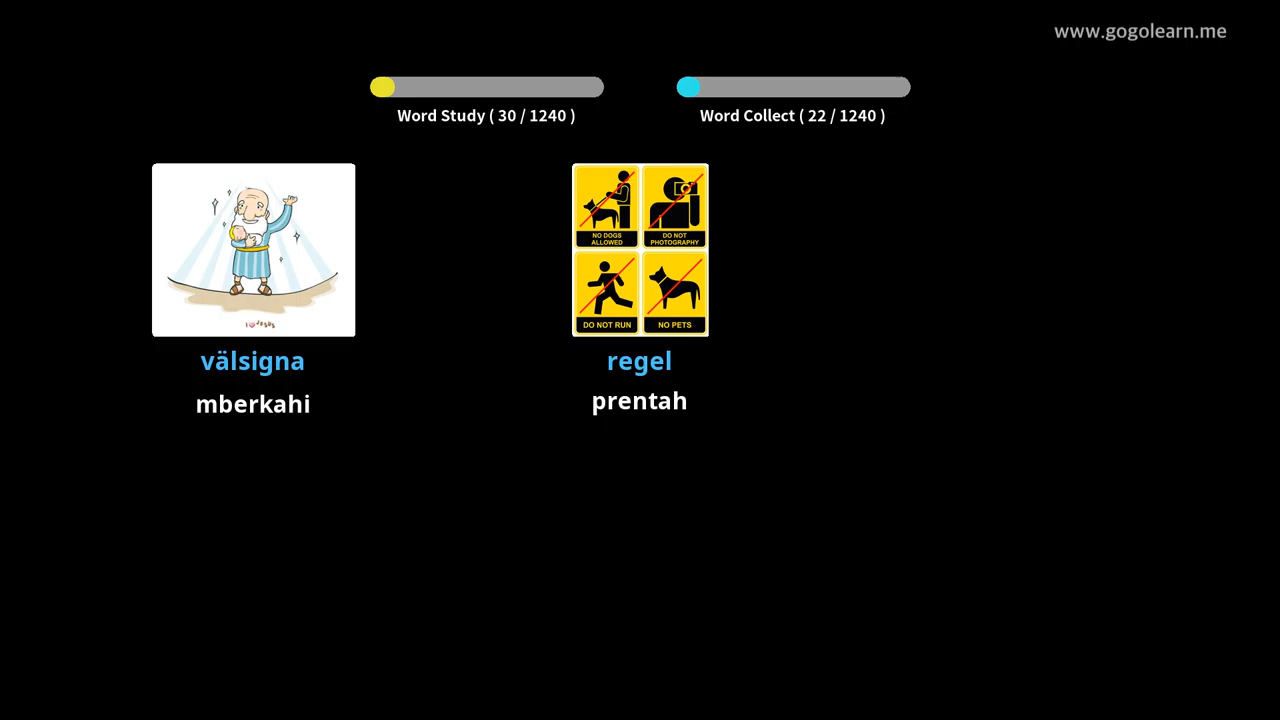 www.gogolearn.me
Word Study ( 30 / 1240 )
Word Collect ( 22 / 1240 )
NO DOGS
ALLOWED
DO NOT
PHOTOGRAPHY
DO NOT RUN
NO PETS
I JESUS
välsigna
regel
mberkahi
prentah